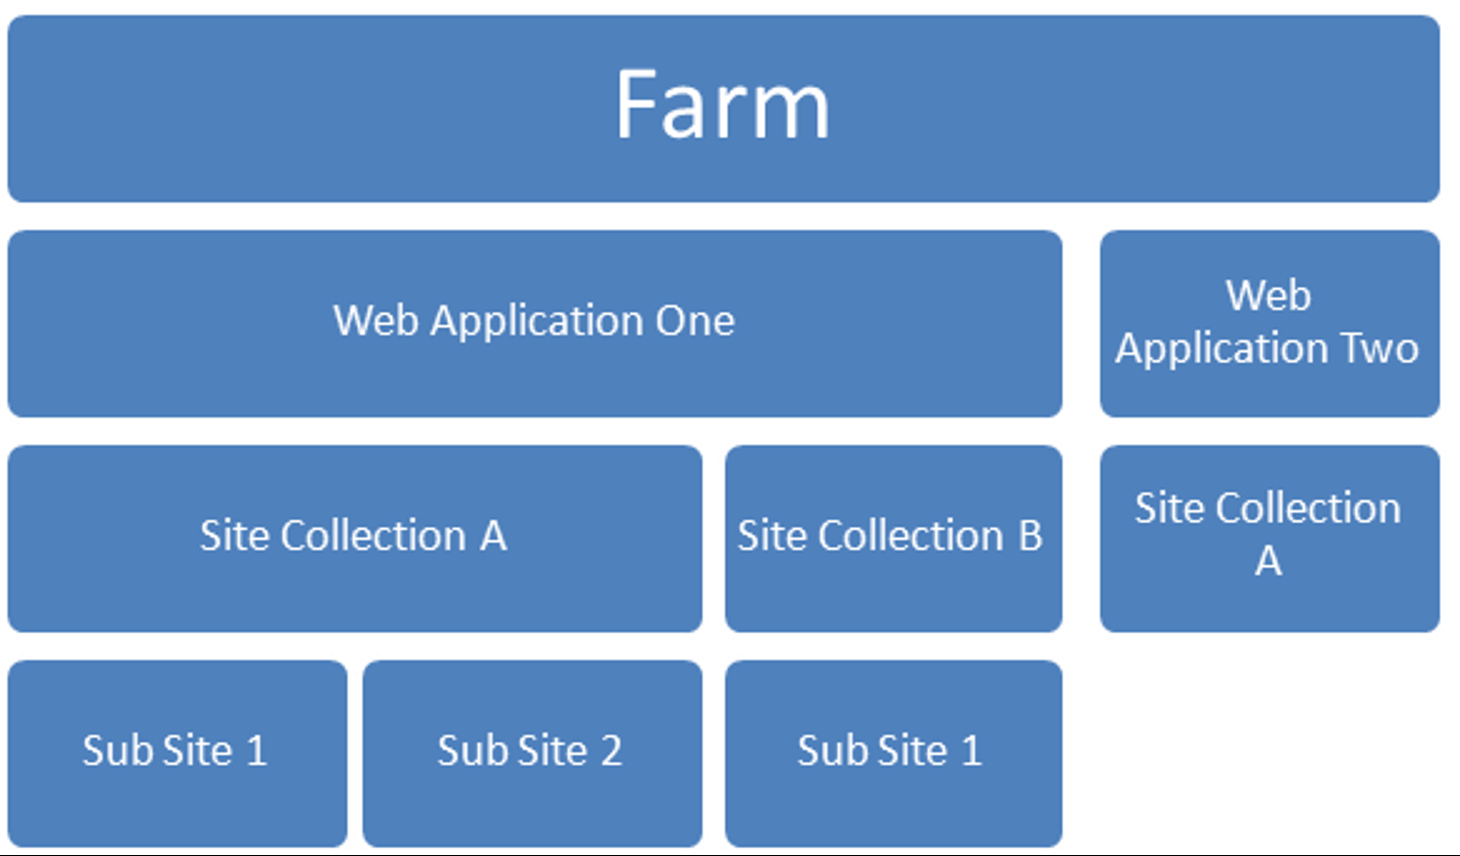 Farm
Web Application One
Web
Application Two
Site Collection A
Site Collection B
Site Collection
A
Sub Site 1
Sub Site 2
Sub Site 1